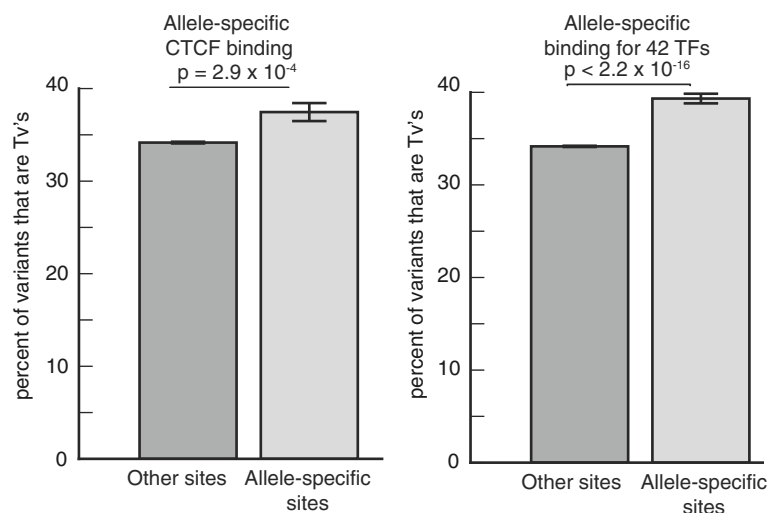 Allele-specific
CTCF binding
p = 2.9 x 10-4
percent of variants that are Tv's
40
30
20
10
0
Other sites
Allele-specific
sites
Allele-specific
binding for 42 TFs
p < 2.2 x 10-16
percent of variants that are Tv's
40
30
20
10
0
Other sites
Allele-specific
sites